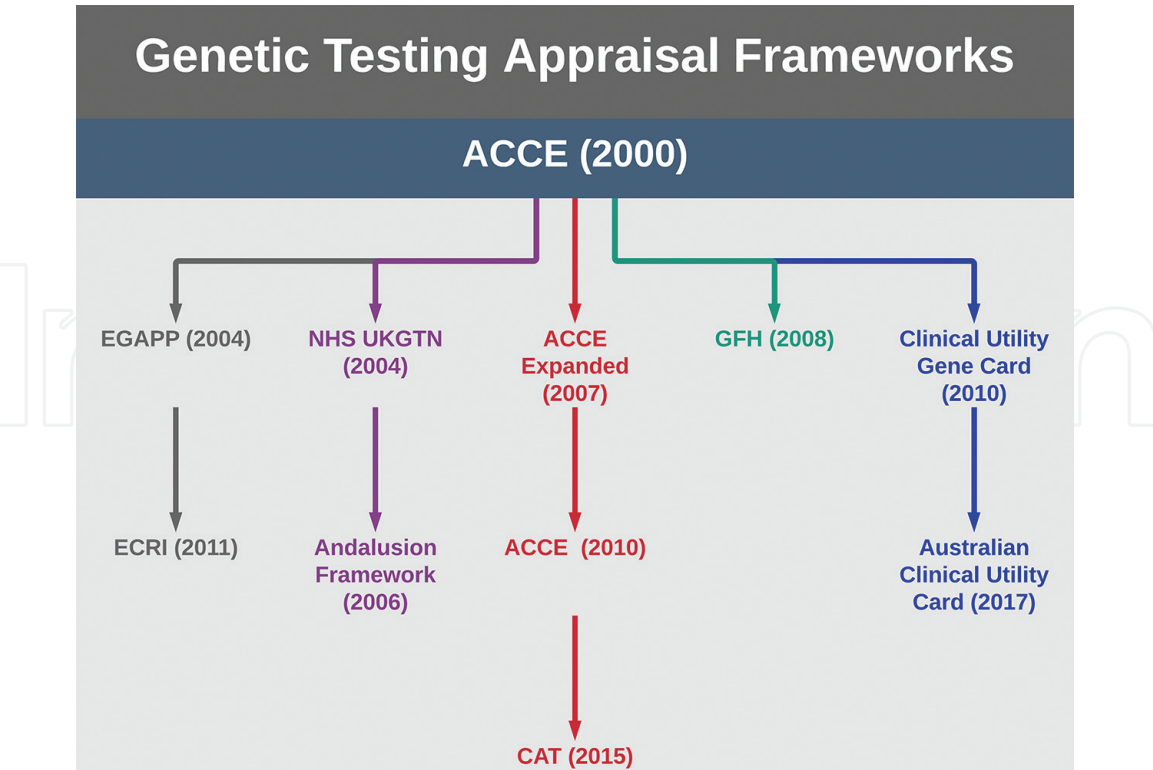 Genetic Testing Appraisal Frameworks
ACCE (2000)
EGAPP (2004)
NHS UKGTN
(2004)
ACCE
Expanded
(2007)
GFH (2008)
Clinical Utility
Gene Card
(2010)
ECRI (2011)
Andalusion
Framework
(2006)
ACCE  (2010)
Australian
Clinical Utility
Card (2017)
CAT (2015)